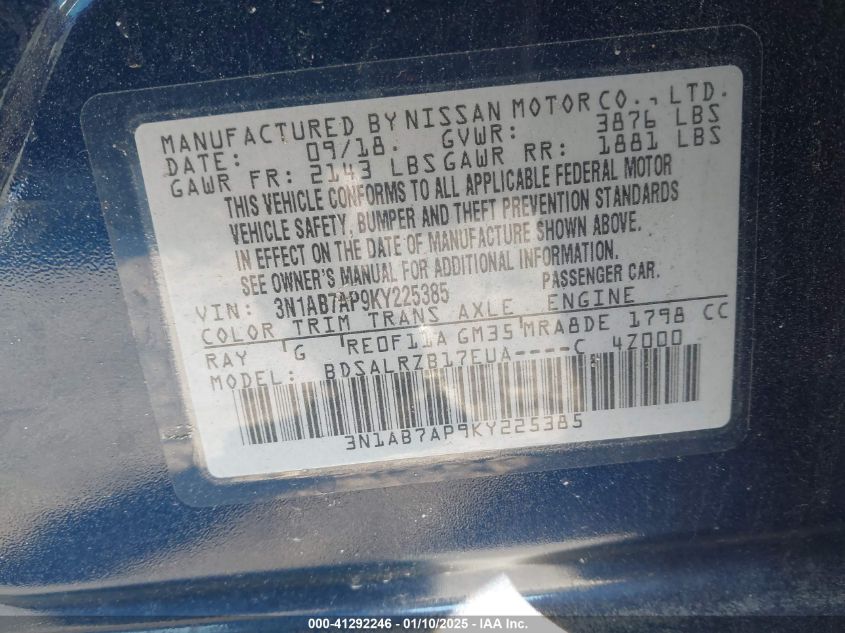 MANUFACTURED BY NISSAN MOTOR CO., LTD.
DATE: 09/18. GVWR: 3876 LBS
GAWR FR: 2143 LBS GAWR RR: 1881 LBS
THIS VEHICLE CONFORMS TO ALL APPLICABLE FEDERAL MOTOR
VEHICLE SAFETY, BUMPER AND THEFT PREVENTION STANDARDS
IN EFFECT ON THE DATE OF MANUFACTURE SHOWN ABOVE.
SEE OWNER'S MANUAL FOR ADDITIONAL INFORMATION.
VIN: 3N1AB7AP9KY225385 PASSENGER CAR.
COLOR TRIM TRANS AXLE ENGINE
RAY G RE0F11A GM35 MRA8DE 1798 CC
MODEL: BDSALRZB17EUA----C 4Z000
3N1AB7AP9KY225385
000-41292246 - 01/10/2025 - IAA Inc.